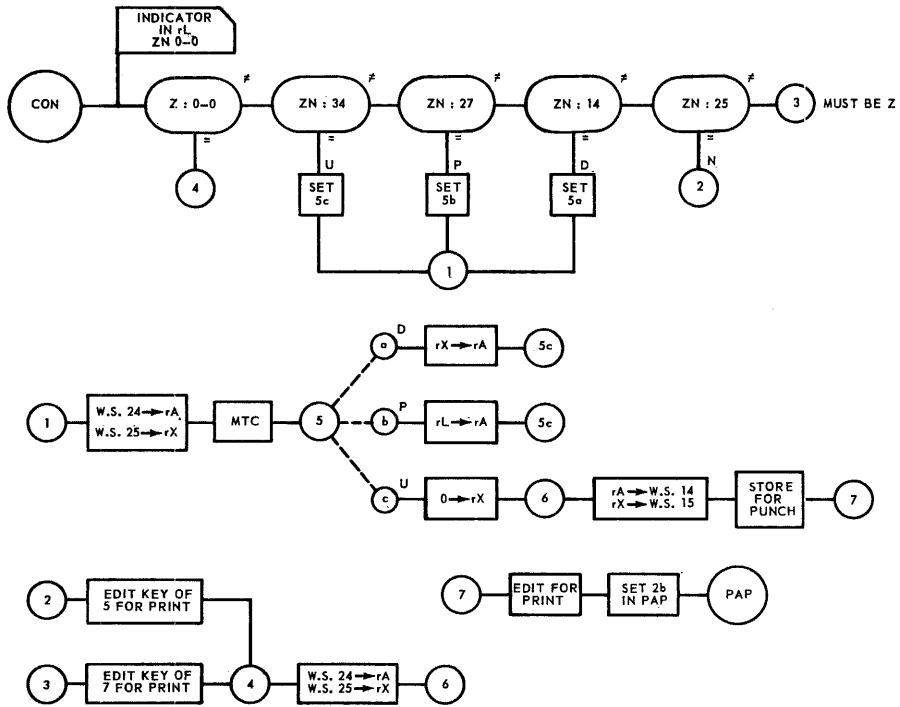 INDICATOR
IN rL
ZN 0-0
CON
Z : 0-0
≠
ZN : 34
≠
ZN : 27
≠
ZN : 14
≠
ZN : 25
≠
3
MUST BE Z
=
=
=
=
=
4
U
SET
5c
P
SET
5b
D
SET
5a
N
2
1
1
W.S. 24→rA
W.S. 25→rX
MTC
5
a
D
rX→rA
5c
b
P
rL→rA
5c
c
U
0→rX
6
rA→W.S. 14
rX→W.S. 15
STORE
FOR
PUNCH
7
2
EDIT KEY OF
5 FOR PRINT
7
EDIT FOR
PRINT
SET 2b
IN PAP
PAP
3
EDIT KEY OF
7 FOR PRINT
4
W.S. 24→rA
W.S. 25→rX
6